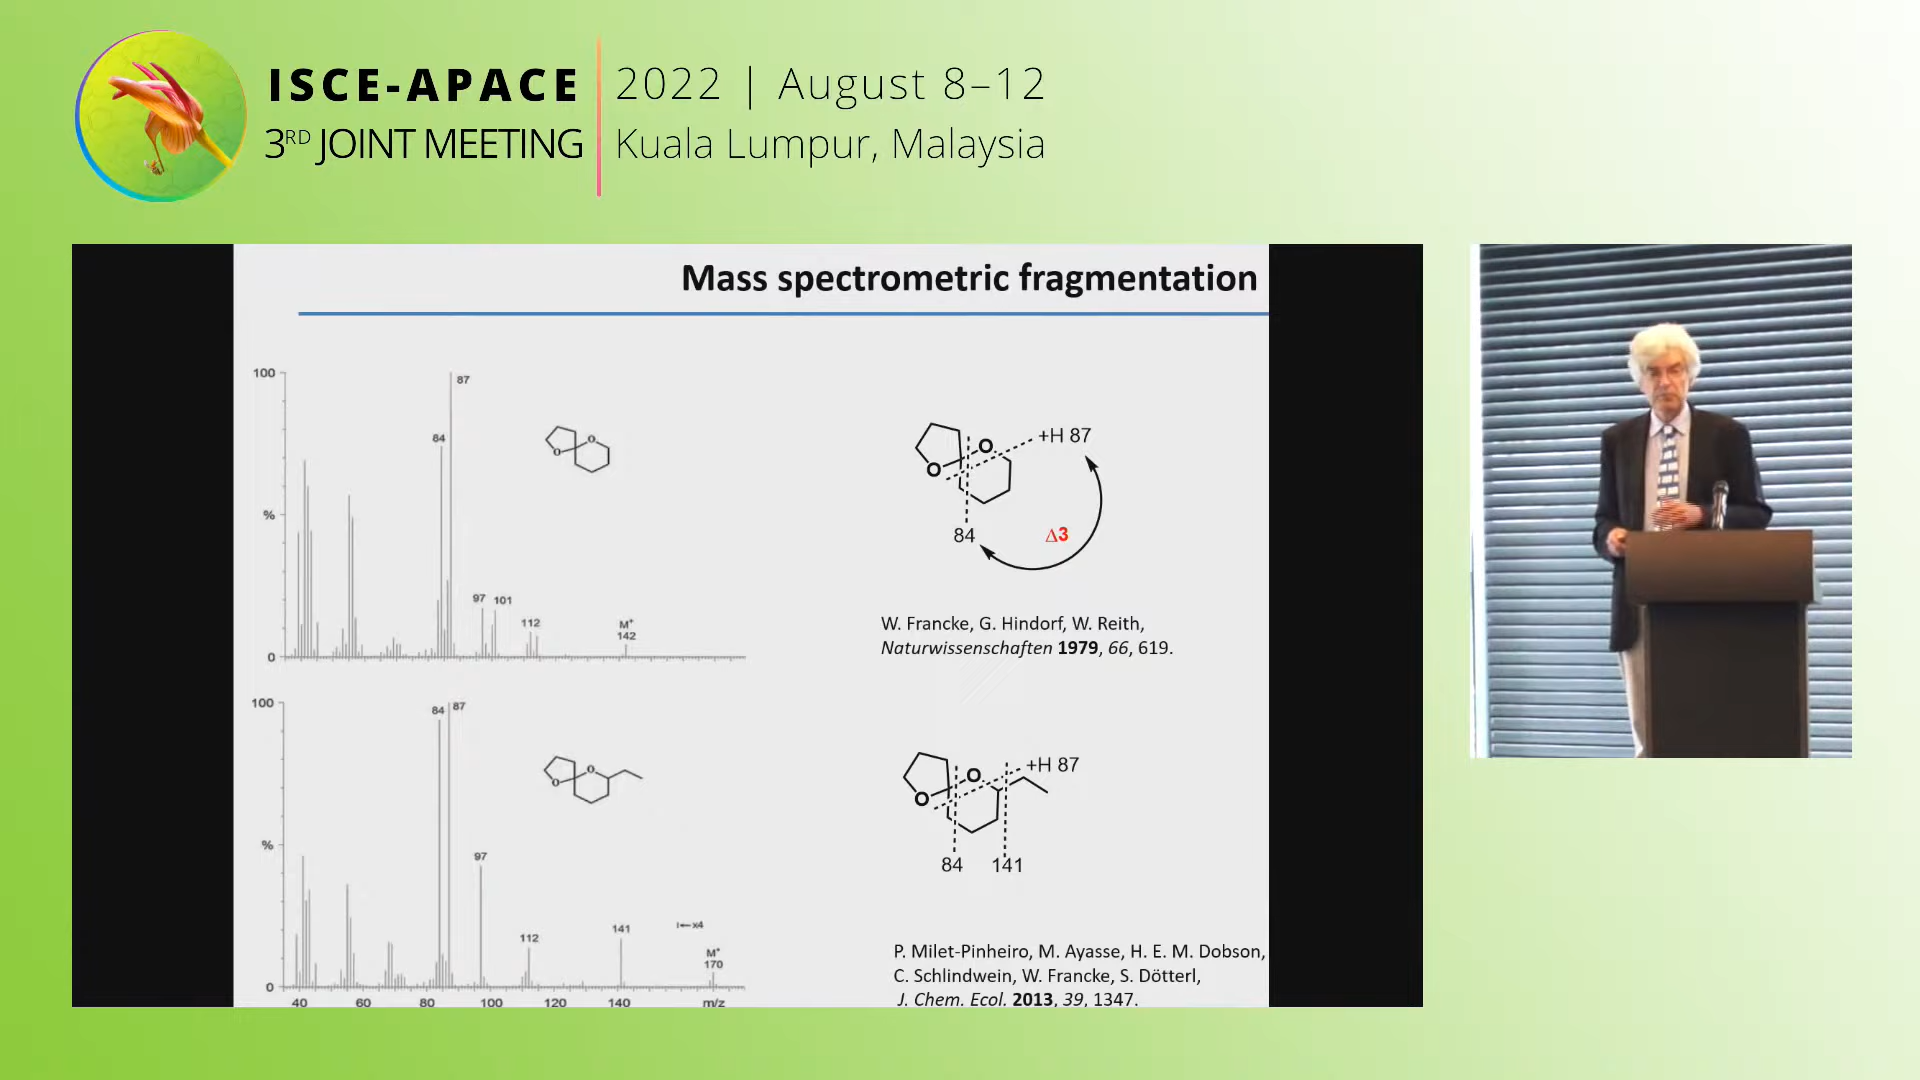 ISCE-APACE
3RD JOINT MEETING
2022 | August 8–12
Kuala Lumpur, Malaysia
Mass spectrometric fragmentation
100
87
84
%
97
101
112
M+
142
0
O
O
O
O
+H 87
84
Δ3
W. Francke, G. Hindorf, W. Reith,
Naturwissenschaften 1979, 66, 619.
100
84
87
%
97
112
141
x4
M+
170
0
40 60 80 100 120 140 m/z
O
O
O
O
+H 87
84 141
P. Milet-Pinheiro, M. Ayasse, H. E. M. Dobson,
C. Schlindwein, W. Francke, S. Dötterl,
J. Chem. Ecol. 2013, 39, 1347.